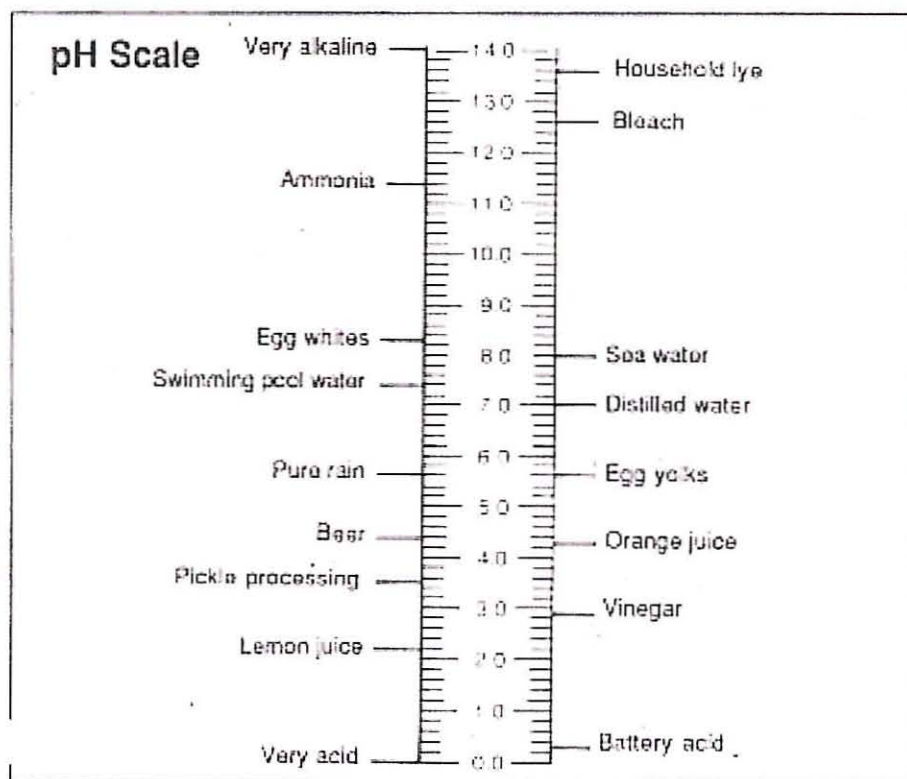 pH Scale
Very alkaline
14.0
Household lye
13.0
Bleach
12.0
Ammonia
11.0
10.0
9.0
Egg whites
8.0
Sea water
Swimming pool water
7.0
Distilled water
6.0
Pure rain
Egg yolks
5.0
Beer
Orange juice
4.0
Pickle processing
3.0
Vinegar
Lemon juice
2.0
1.0
Battery acid
Very acid
0.0